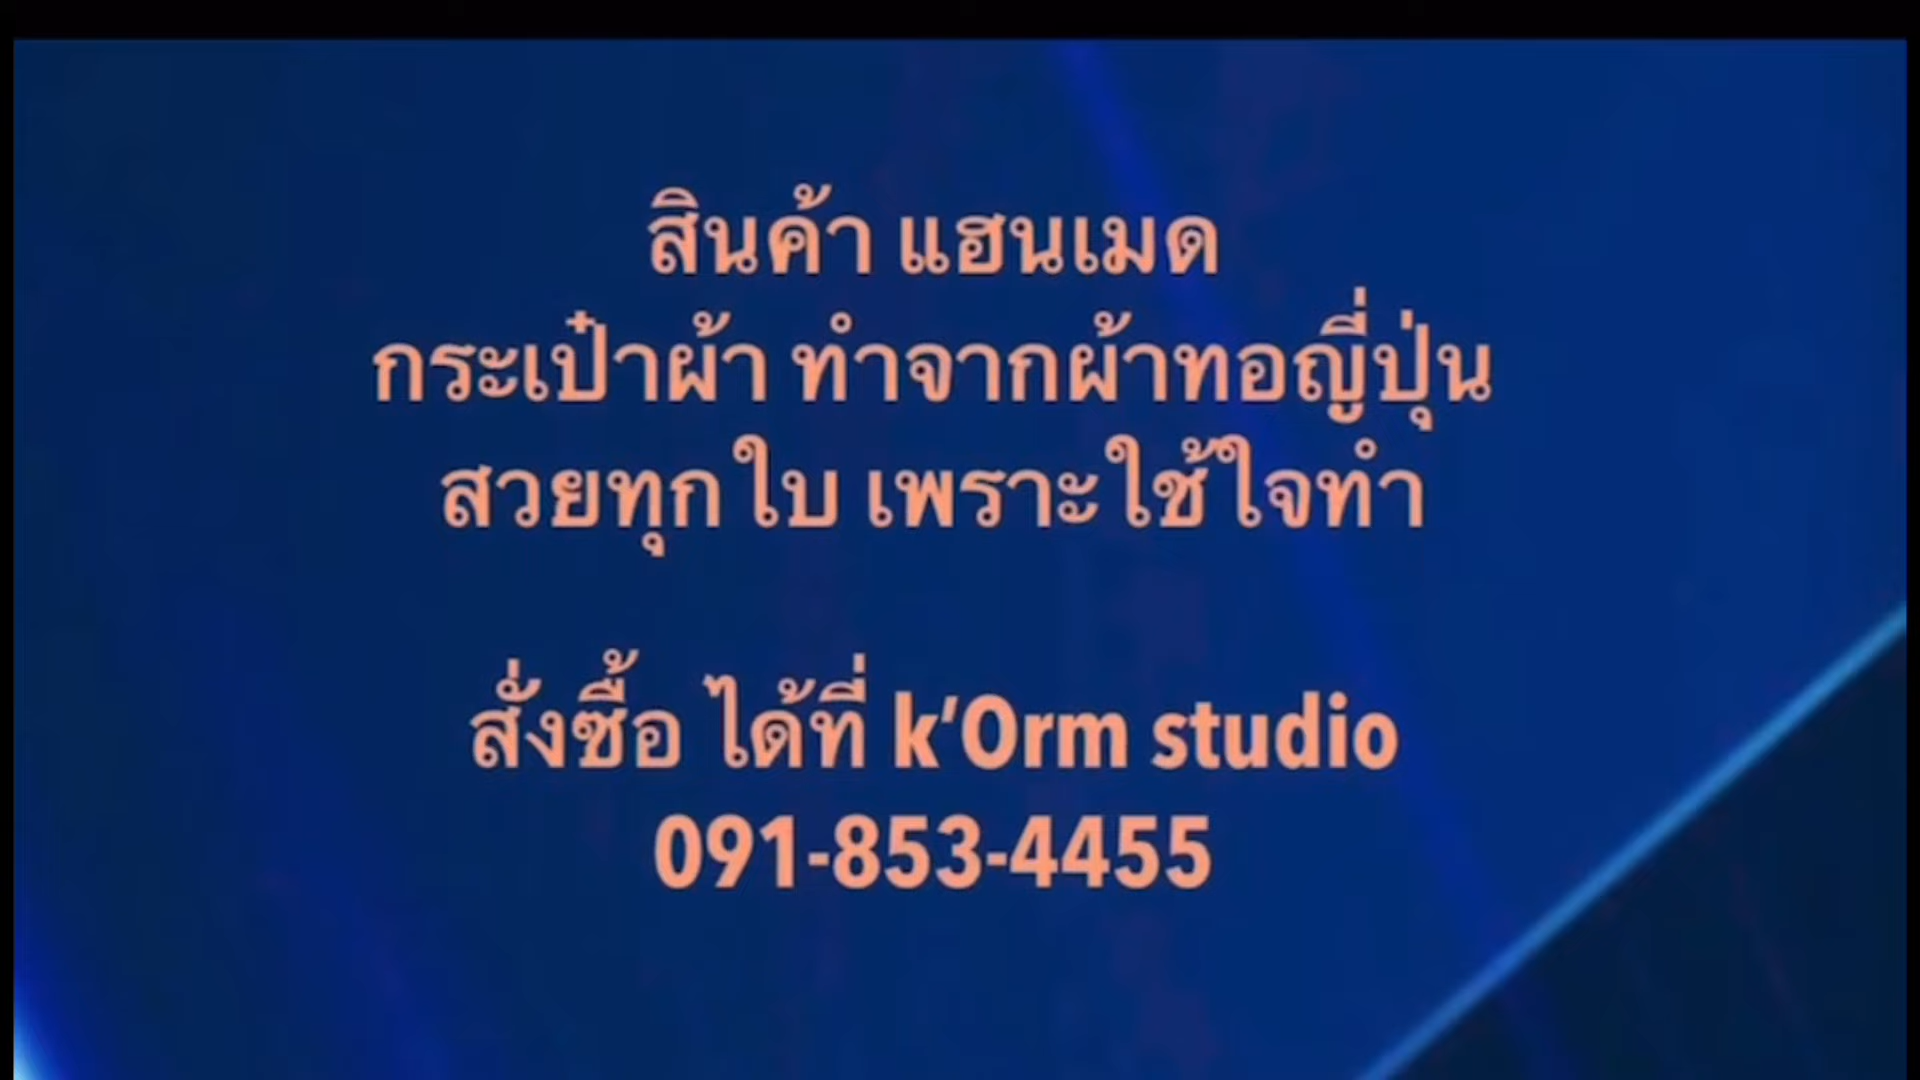 สินค้า แฮนเมด
กระเป๋าผ้า ทำจากผ้าทอญี่ปุ่น
สวยทุกใบ เพราะใช้ใจทำ
สั่งซื้อ ได้ที่ k’Orm studio
091-853-4455